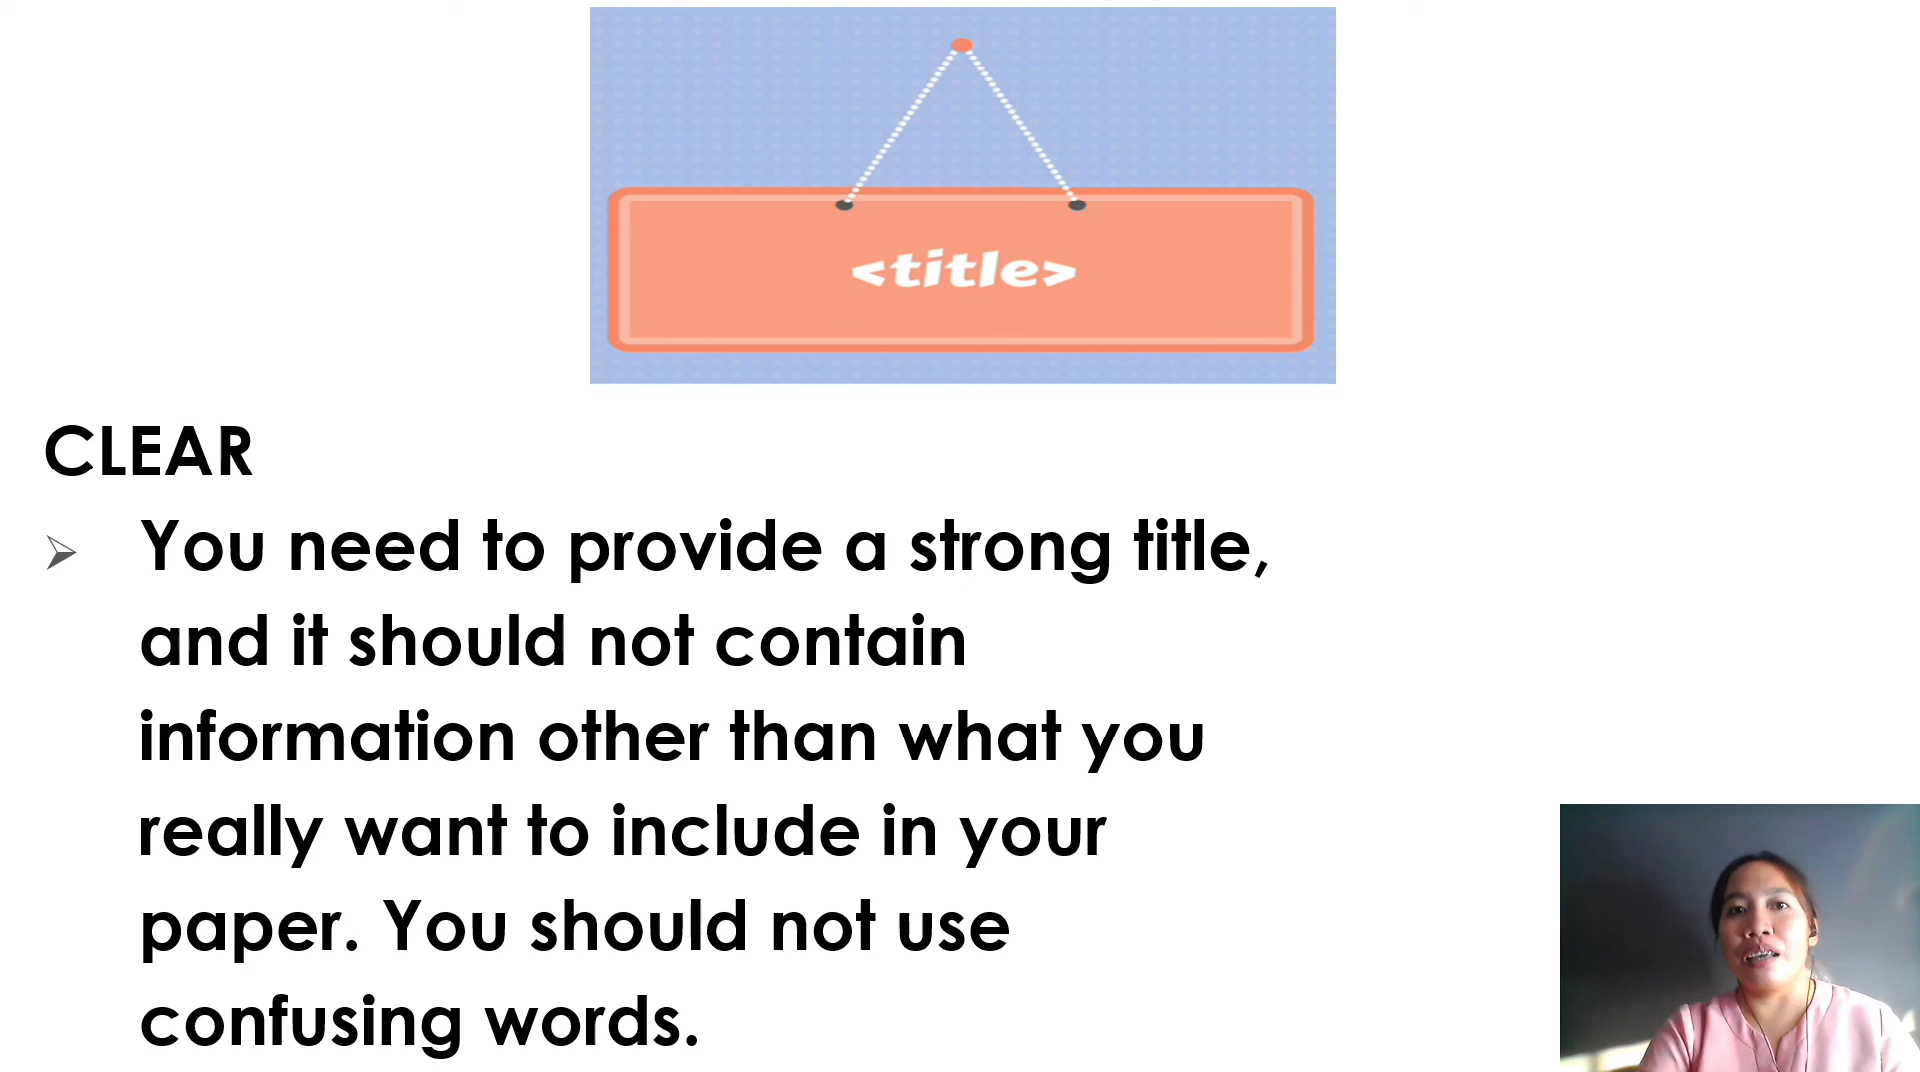 <title>
CLEAR
You need to provide a strong title,
and it should not contain
information other than what you
really want to include in your
paper. You should not use
confusing words.